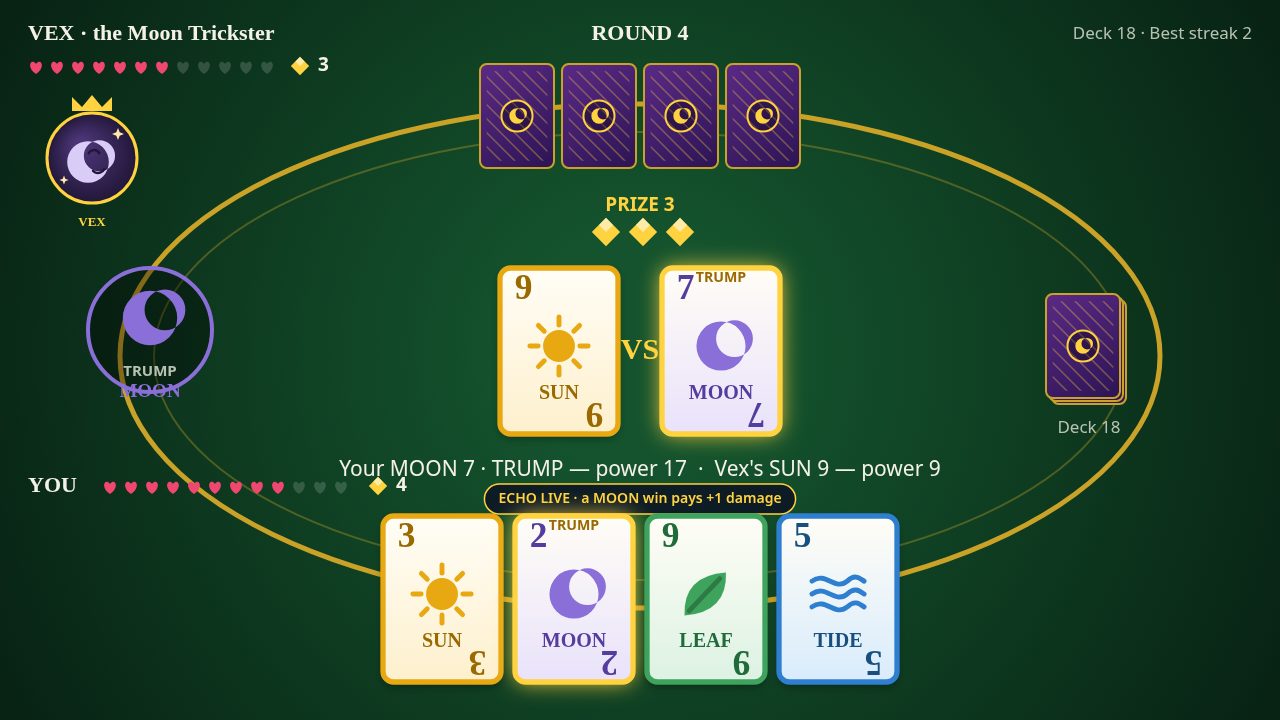 VEX · the Moon Trickster
ROUND 4
Deck 18 · Best streak 2
3
VEX
PRIZE 3
9
SUN
9
VS
7 TRUMP
MOON
7
TRUMP
MOON
Deck 18
Your MOON 7 · TRUMP — power 17 · Vex's SUN 9 — power 9
YOU
4
ECHO LIVE · a MOON win pays +1 damage
3
SUN
3
2 TRUMP
MOON
2
9
LEAF
9
5
TIDE
5